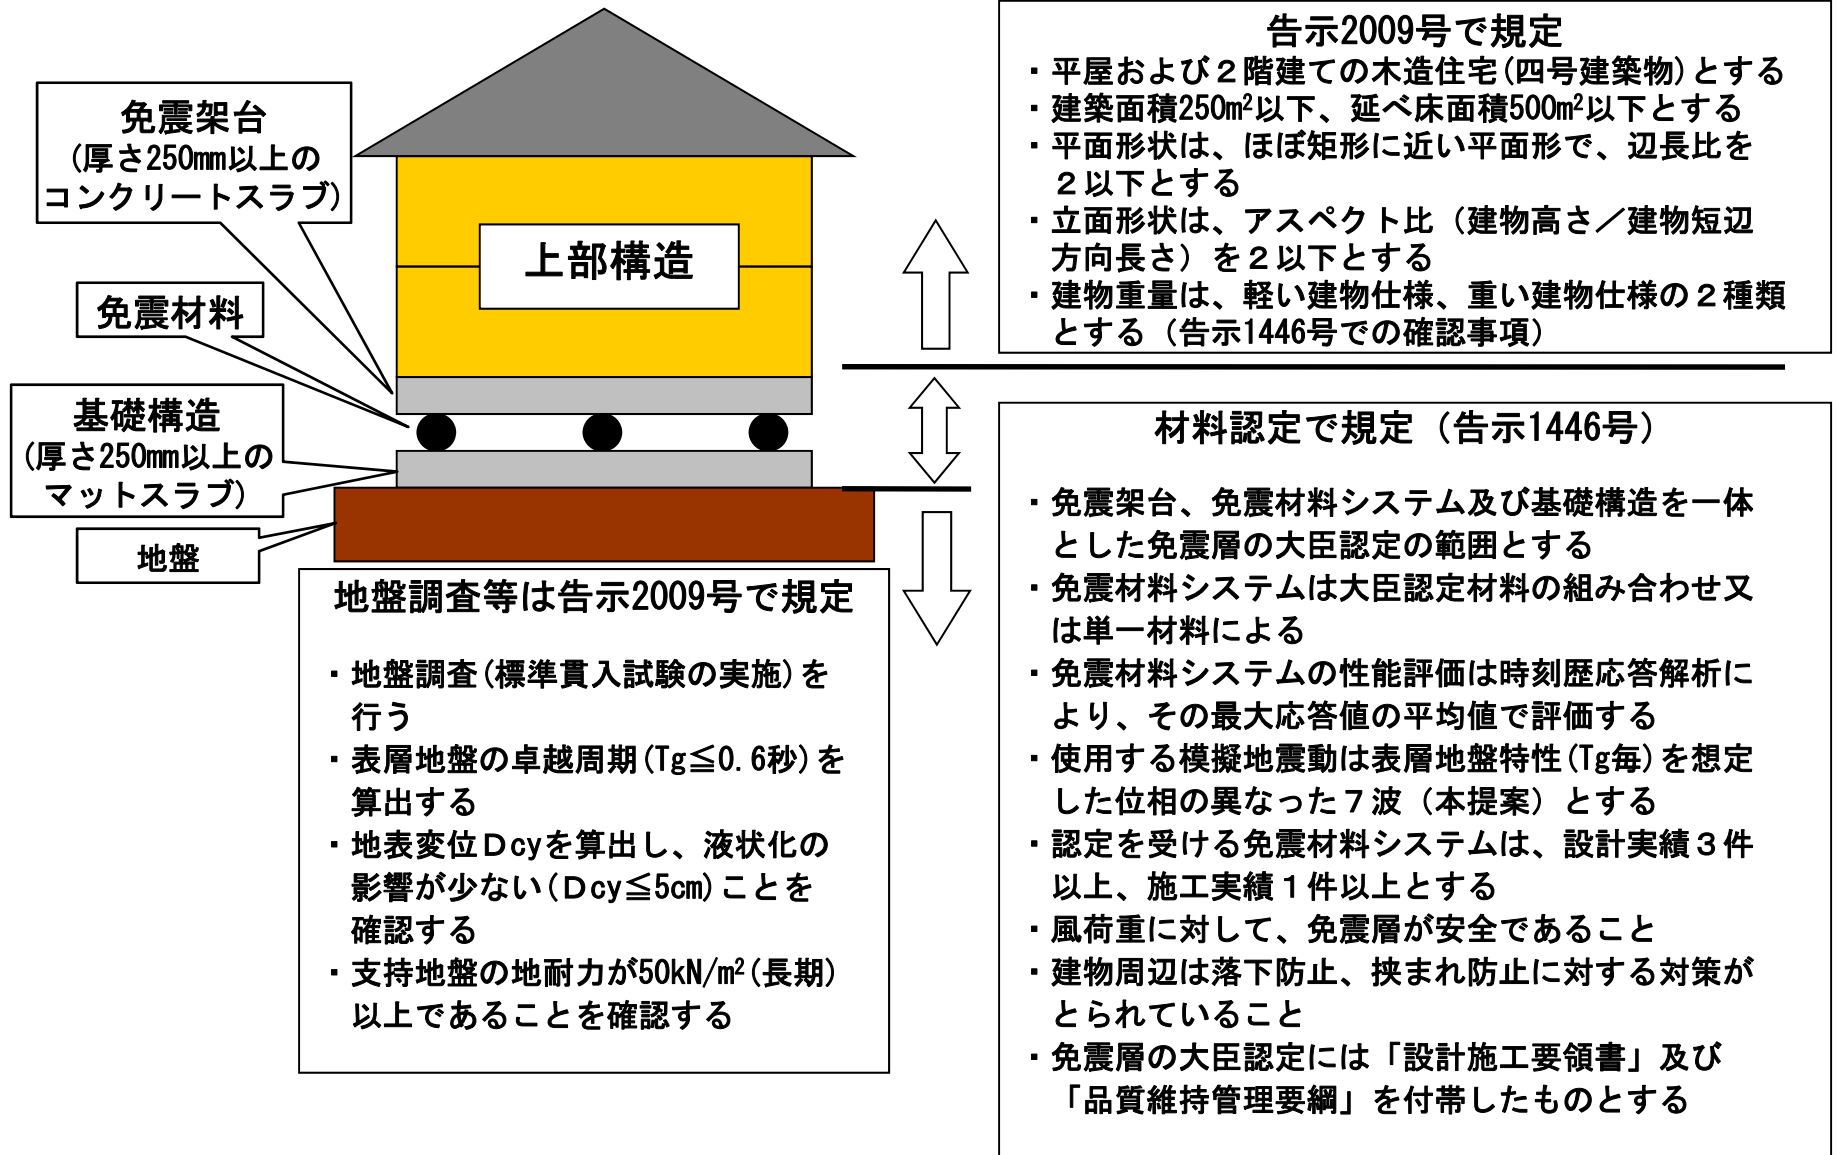 免震架台
(厚さ250mm以上の
コンクリートスラブ)
免震材料
基礎構造
(厚さ250mm以上の
マットスラブ)
地盤
上部構造
告示2009号で規定
・平屋および２階建ての木造住宅(四号建築物)とする
・建築面積250m²以下、延べ床面積500m²以下とする
・平面形状は、ほぼ矩形に近い平面形で、辺長比を
２以下とする
・立面形状は、アスペクト比（建物高さ／建物短辺
方向長さ）を２以下とする
・建物重量は、軽い建物仕様、重い建物仕様の２種類
とする（告示1446号での確認事項）
地盤調査等は告示2009号で規定
・地盤調査(標準貫入試験の実施)を
行う
・表層地盤の卓越周期(Tg≦0.6秒)を
算出する
・地表変位Ｄcyを算出し、液状化の
影響が少ない(Ｄcy≦5cm)ことを
確認する
・支持地盤の地耐力が50kN/m²(長期)
以上であることを確認する
材料認定で規定（告示1446号）
・免震架台、免震材料システム及び基礎構造を一体
とした免震層の大臣認定の範囲とする
・免震材料システムは大臣認定材料の組み合わせ又
は単一材料による
・免震材料システムの性能評価は時刻歴応答解析に
より、その最大応答値の平均値で評価する
・使用する模擬地震動は表層地盤特性(Tg毎)を想定
した位相の異なった７波（本提案）とする
・認定を受ける免震材料システムは、設計実績３件
以上、施工実績１件以上とする
・風荷重に対して、免震層が安全であること
・建物周辺は落下防止、挟まれ防止に対する対策が
とられていること
・免震層の大臣認定には「設計施工要領書」及び
「品質維持管理要綱」を付帯したものとする